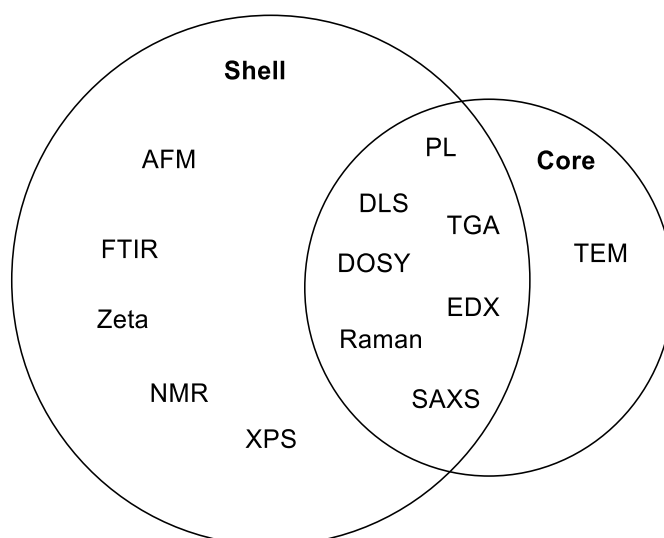 Shell
AFM
FTIR
Zeta
NMR
XPS
PL
DLS
TGA
DOSY
EDX
Raman
SAXS
Core
TEM